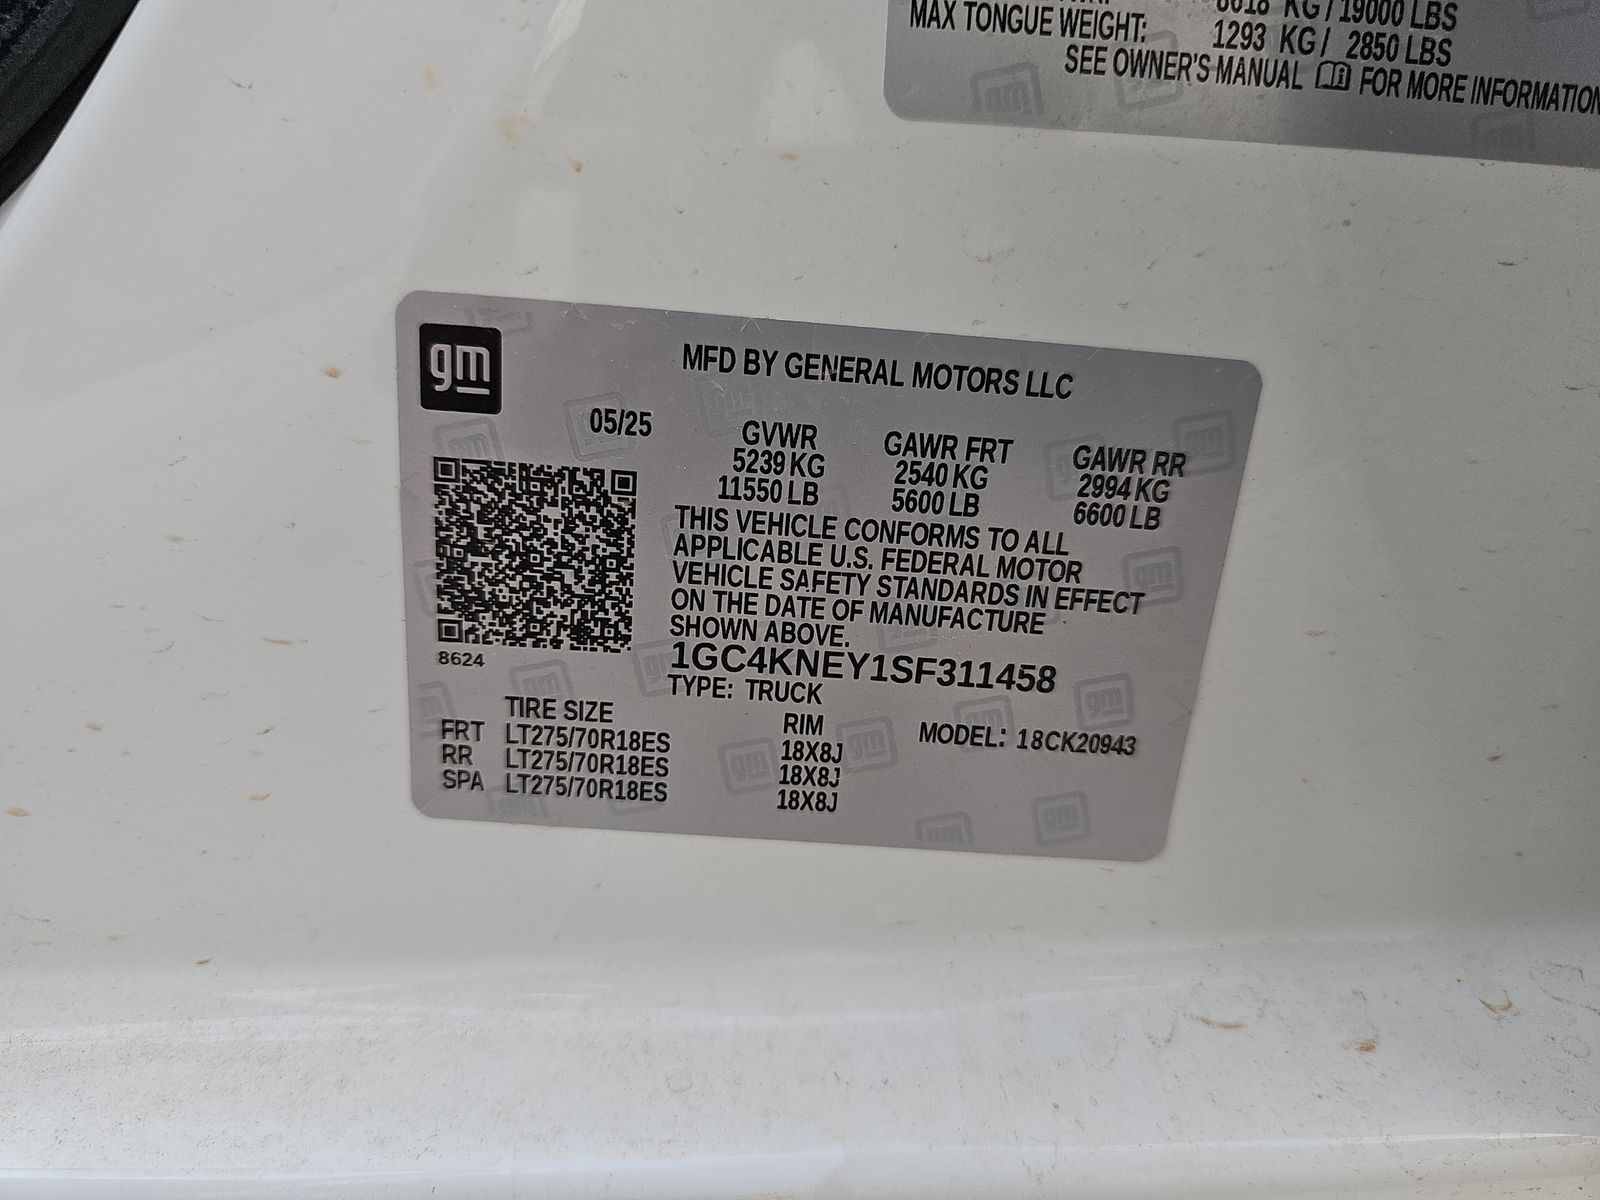 KG / 19000 LBS
MAX TONGUE WEIGHT: 1293 KG / 2850 LBS
SEE OWNER'S MANUAL FOR MORE INFORMATION
gm
MFD BY GENERAL MOTORS LLC
05/25 GVWR GAWR FRT GAWR RR
5239 KG 2540 KG 2994 KG
11550 LB 5600 LB 6600 LB
THIS VEHICLE CONFORMS TO ALL
APPLICABLE U.S. FEDERAL MOTOR
VEHICLE SAFETY STANDARDS IN EFFECT
ON THE DATE OF MANUFACTURE
SHOWN ABOVE.
8624
1GC4KNEY1SF311458
TYPE: TRUCK
TIRE SIZE RIM MODEL: 18CK20943
FRT LT275/70R18ES 18X8J
RR LT275/70R18ES 18X8J
SPA LT275/70R18ES 18X8J